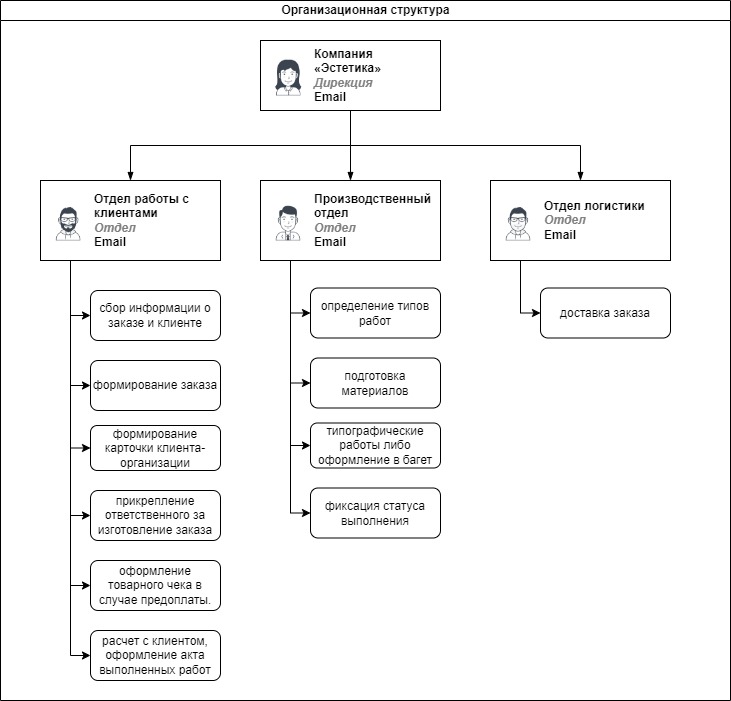 Организационная структура
Компания
«Эстетика»
Дирекция
Email
Отдел работы с
клиентами
Отдел
Email
Производственный
отдел
Отдел
Email
Отдел логистики
Отдел
Email
сбор информации о
заказе и клиенте
формирование заказа
формирование
карточки клиента-
организации
прикрепление
ответственного за
изготовление заказа
оформление
товарного чека в
случае предоплаты.
расчет с клиентом,
оформление акта
выполненных работ
определение типов
работ
подготовка
материалов
типографические
работы либо
оформление в багет
фиксация статуса
выполнения
доставка заказа